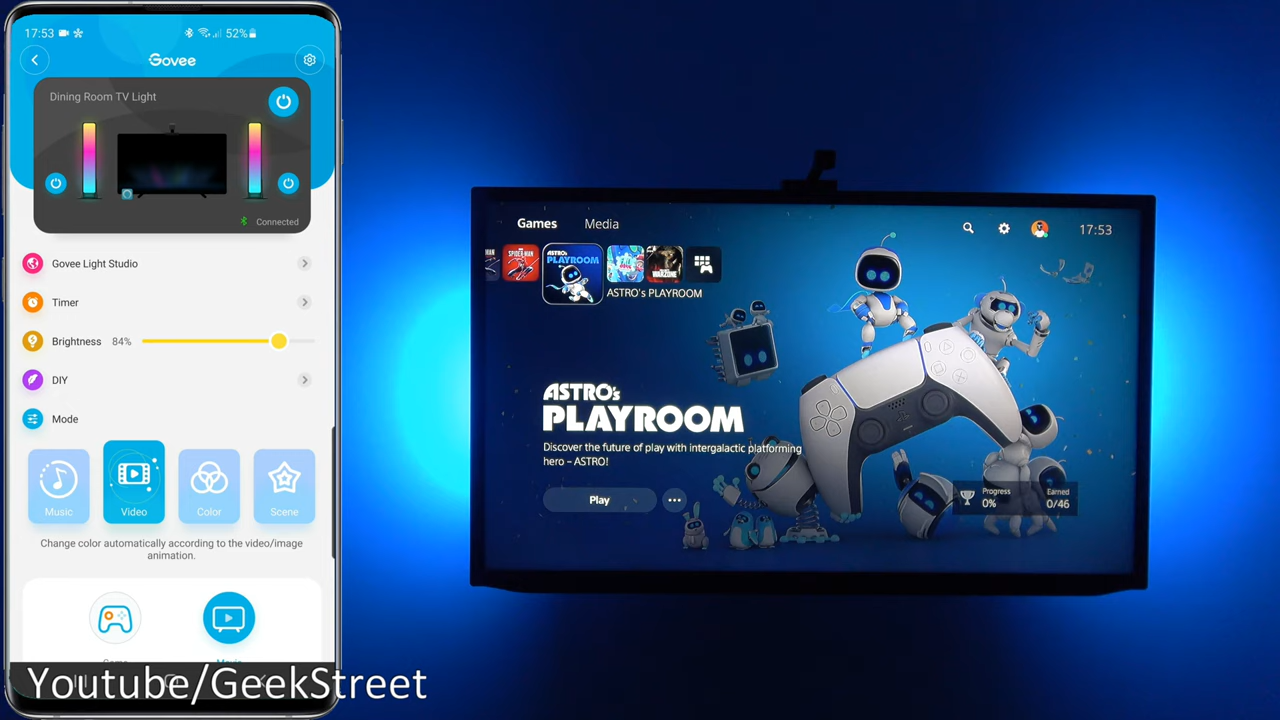 17:53
52%
Govee
Dining Room TV Light
Connected
Govee Light Studio
Timer
Brightness 84%
DIY
Mode
Music Video Color Scene
Change color automatically according to the video/image
animation.
Youtube/GeekStreet
Games Media
17:53
ASTRO'S
PLAYROOM
ASTRO's PLAYROOM
ASTRO's
PLAYROOM
Discover the future of play with intergalactic platforming
hero – ASTRO!
Play
Progress
0%
Earned
0/46